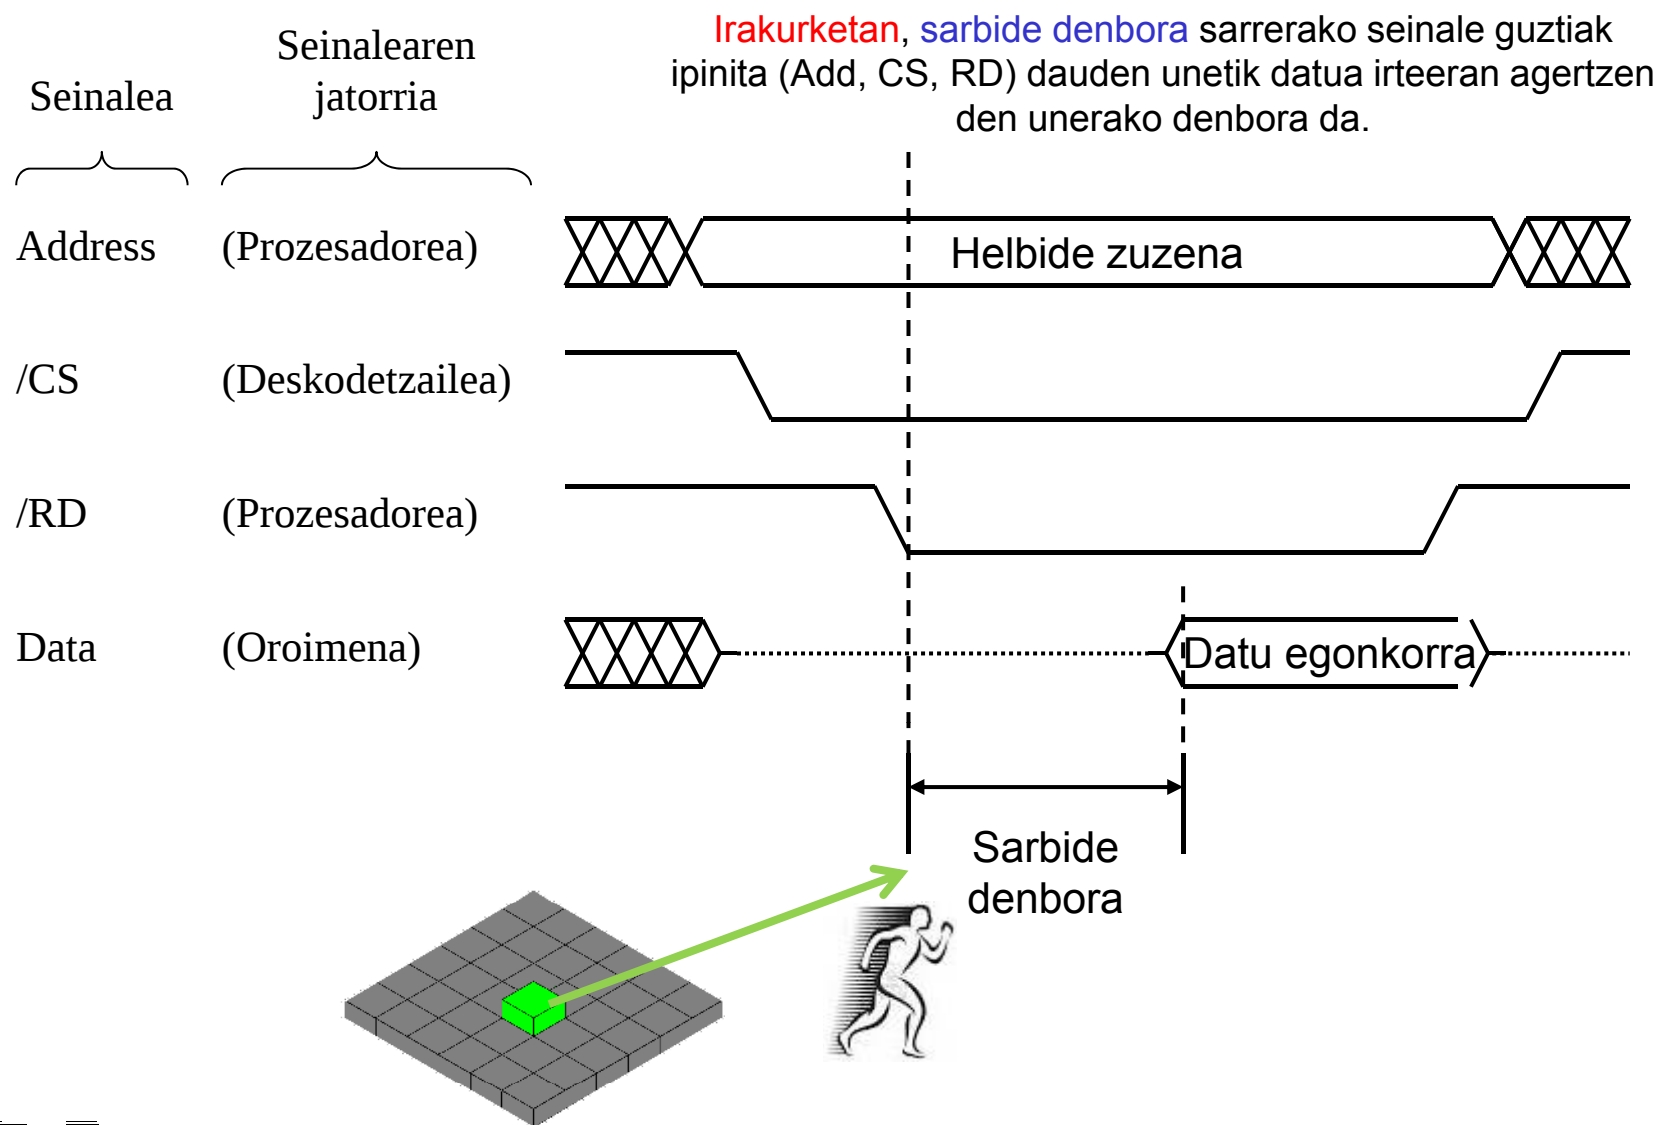 Irakurketan, sarbide denbora sarrerako seinale guztiak
ipinita (Add, CS, RD) dauden unetik datua irteeran agertzen
den unerako denbora da.
Seinalea
Seinalearen
jatorria
Address (Prozesadorea)
Helbide zuzena
/CS (Deskodetzailea)
/RD (Prozesadorea)
Data (Oroimena)
Datu egonkorra
Sarbide
denbora